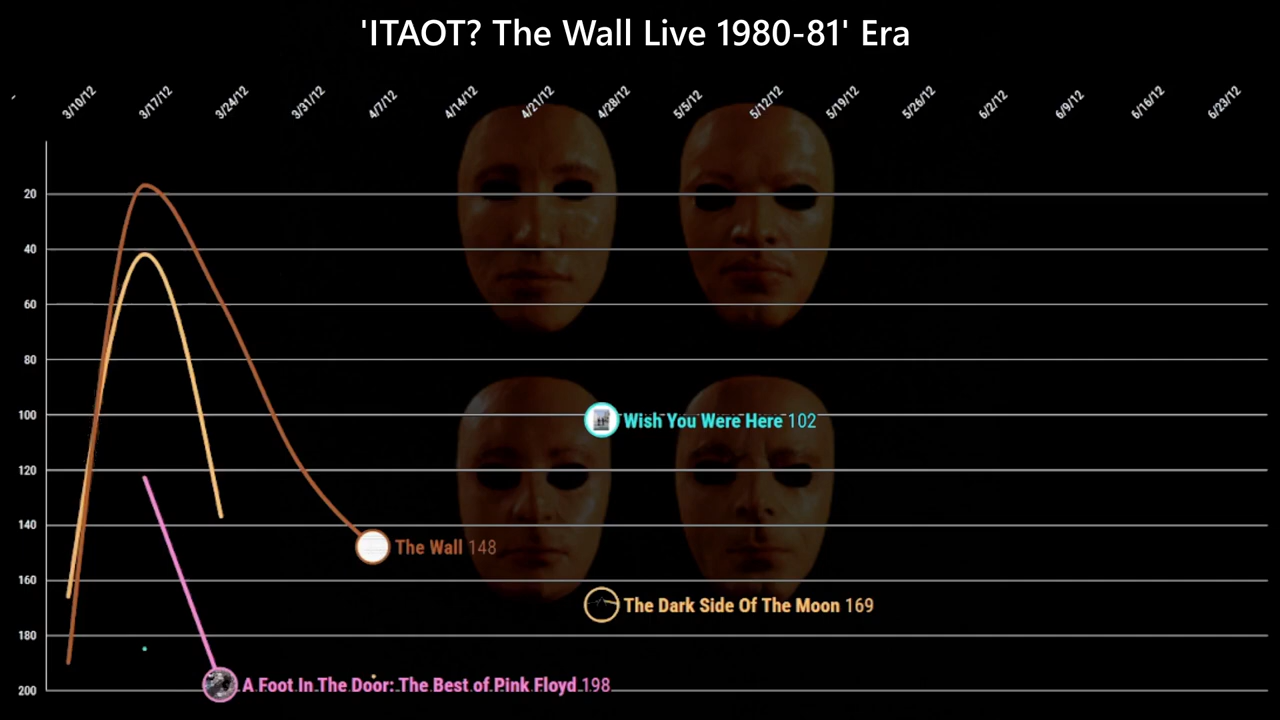 'ITAOT? The Wall Live 1980-81' Era
3/10/12 3/17/12 3/24/12 3/31/12 4/7/12 4/14/12 4/21/12 4/28/12 5/5/12 5/12/12 5/19/12 5/26/12 6/2/12 6/9/12 6/16/12 6/23/12
20
40
60
80
100
Wish You Were Here 102
120
140
The Wall 148
160
The Dark Side Of The Moon 169
180
A Foot In The Door: The Best of Pink Floyd 198
200